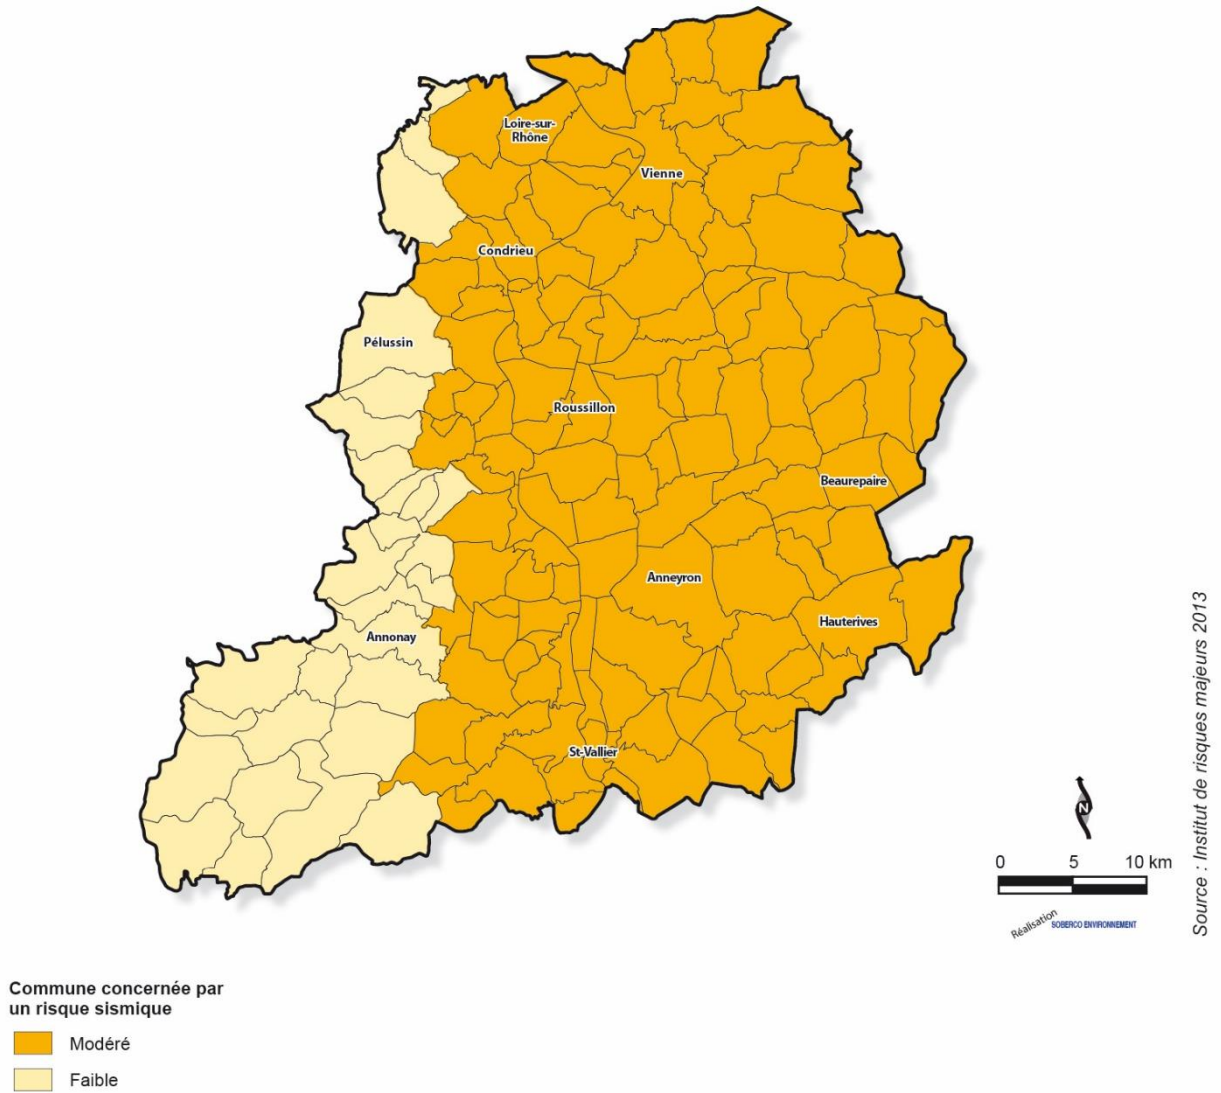 Loire-sur-
Rhône
Vienne
Condrieu
Pélussin
Roussillon
Beaurepaire
Anneyron
Hauterives
Annonay
St-Vallier
N
0 5 10 km
Réalisation
SOBERCO ENVIRONNEMENT
Source : Institut de risques majeurs 2013
Commune concernée par
un risque sismique
Modéré
Faible